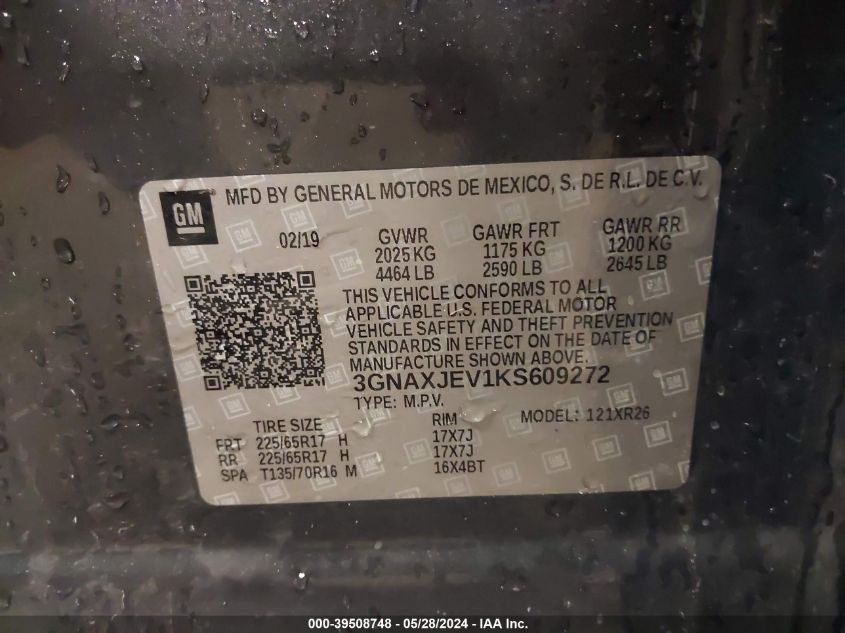 GM
MFD BY GENERAL MOTORS DE MEXICO, S. DE R.L. DE C.V.
02/19 GVWR GAWR FRT GAWR RR
2025 KG 1175 KG 1200 KG
4464 LB 2590 LB 2645 LB
THIS VEHICLE CONFORMS TO ALL
APPLICABLE U.S. FEDERAL MOTOR
VEHICLE SAFETY AND THEFT PREVENTION
STANDARDS IN EFFECT ON THE DATE OF
MANUFACTURE SHOWN ABOVE.
3GNAXJEV1KS609272
TYPE: M.P.V. MODEL: 121XR26
TIRE SIZE RIM
FRT 225/65R17 H 17X7J
RR 225/65R17 H 17X7J
SPA T135/70R16 M 16X4BT
000-39508748 - 05/28/2024 - IAA Inc.